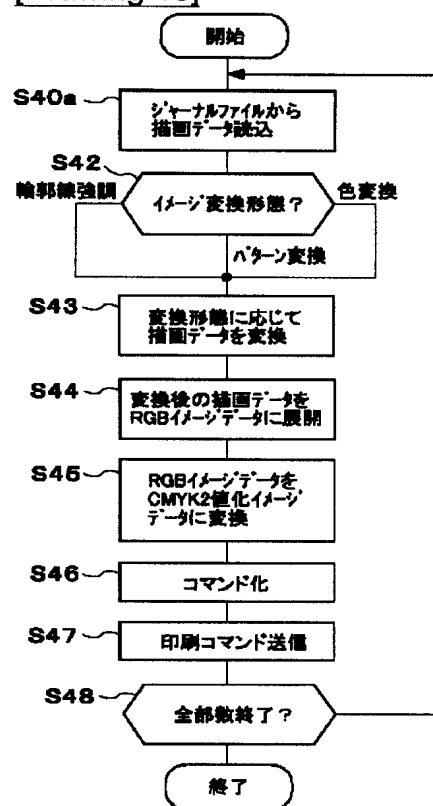 開始
S40a
ジャーナルファイルから
描画データ読込
S42
輪郭線強調
イメージ変換形態?
色変換
パターン変換
S43
変換形態に応じて
描画データを変換
S44
変換後の描画データを
RGBイメージデータに展開
S45
RGBイメージデータを
CMYK2値化イメージ
データに変換
S46
コマンド化
S47
印刷コマンド送信
S48
全部数終了?
終了